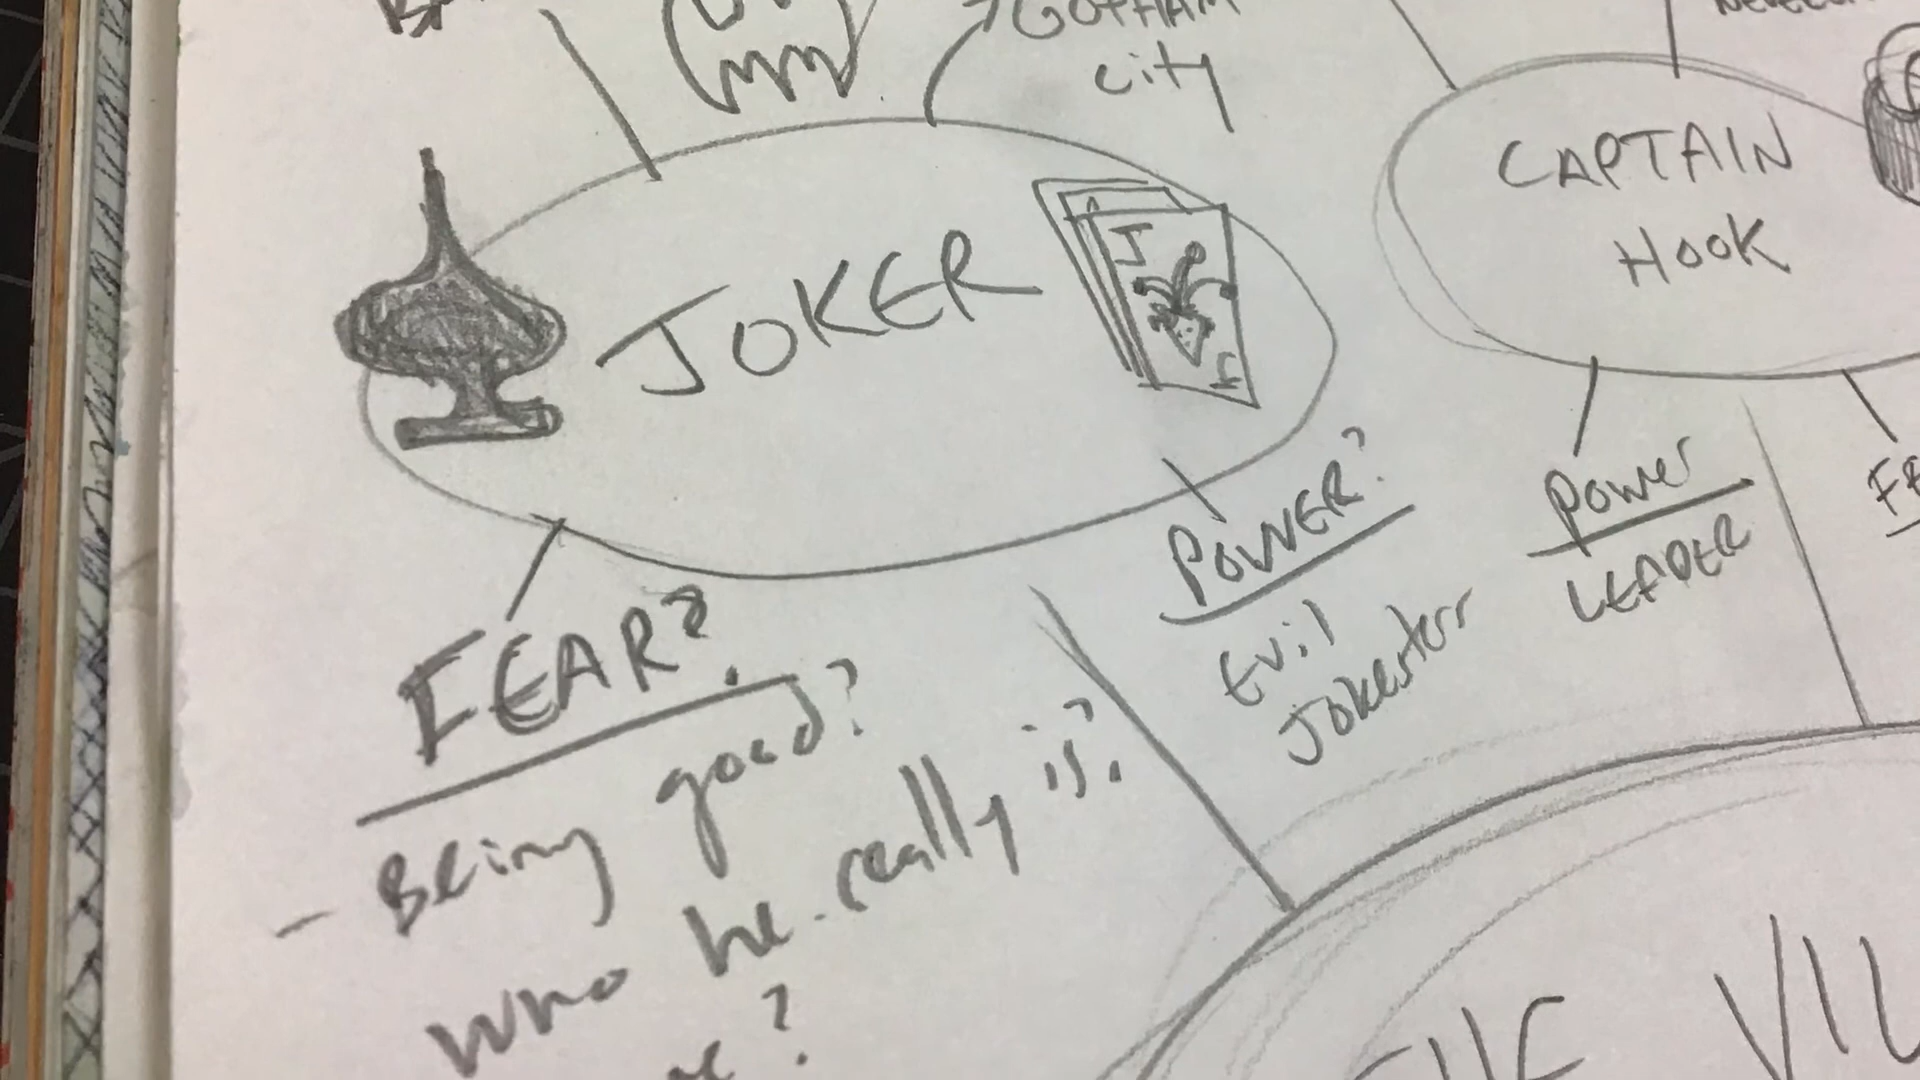 GOTHAM
city
CAPTAIN
HOOK
JOKER
J
J
POWER?
Evil
Jokester
Power
LEADER
FEAR?
- Being good?
who he really is?
?
THE VIL